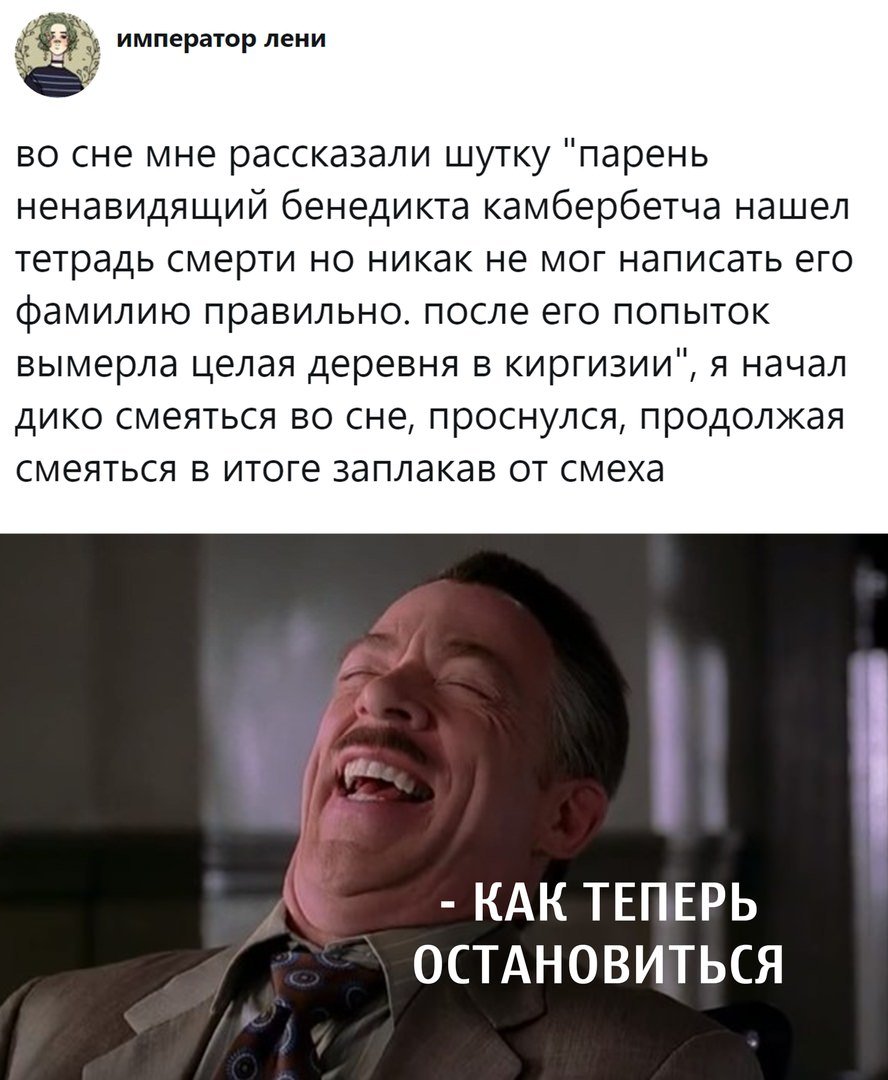 император лени
во сне мне рассказали шутку "парень
ненавидящий бенедикта камбербетча нашел
тетрадь смерти но никак не мог написать его
фамилию правильно. после его попыток
вымерла целая деревня в киргизии", я начал
дико смеяться во сне, проснулся, продолжая
смеяться в итоге заплакав от смеха
- КАК ТЕПЕРЬ
ОСТАНОВИТЬСЯ